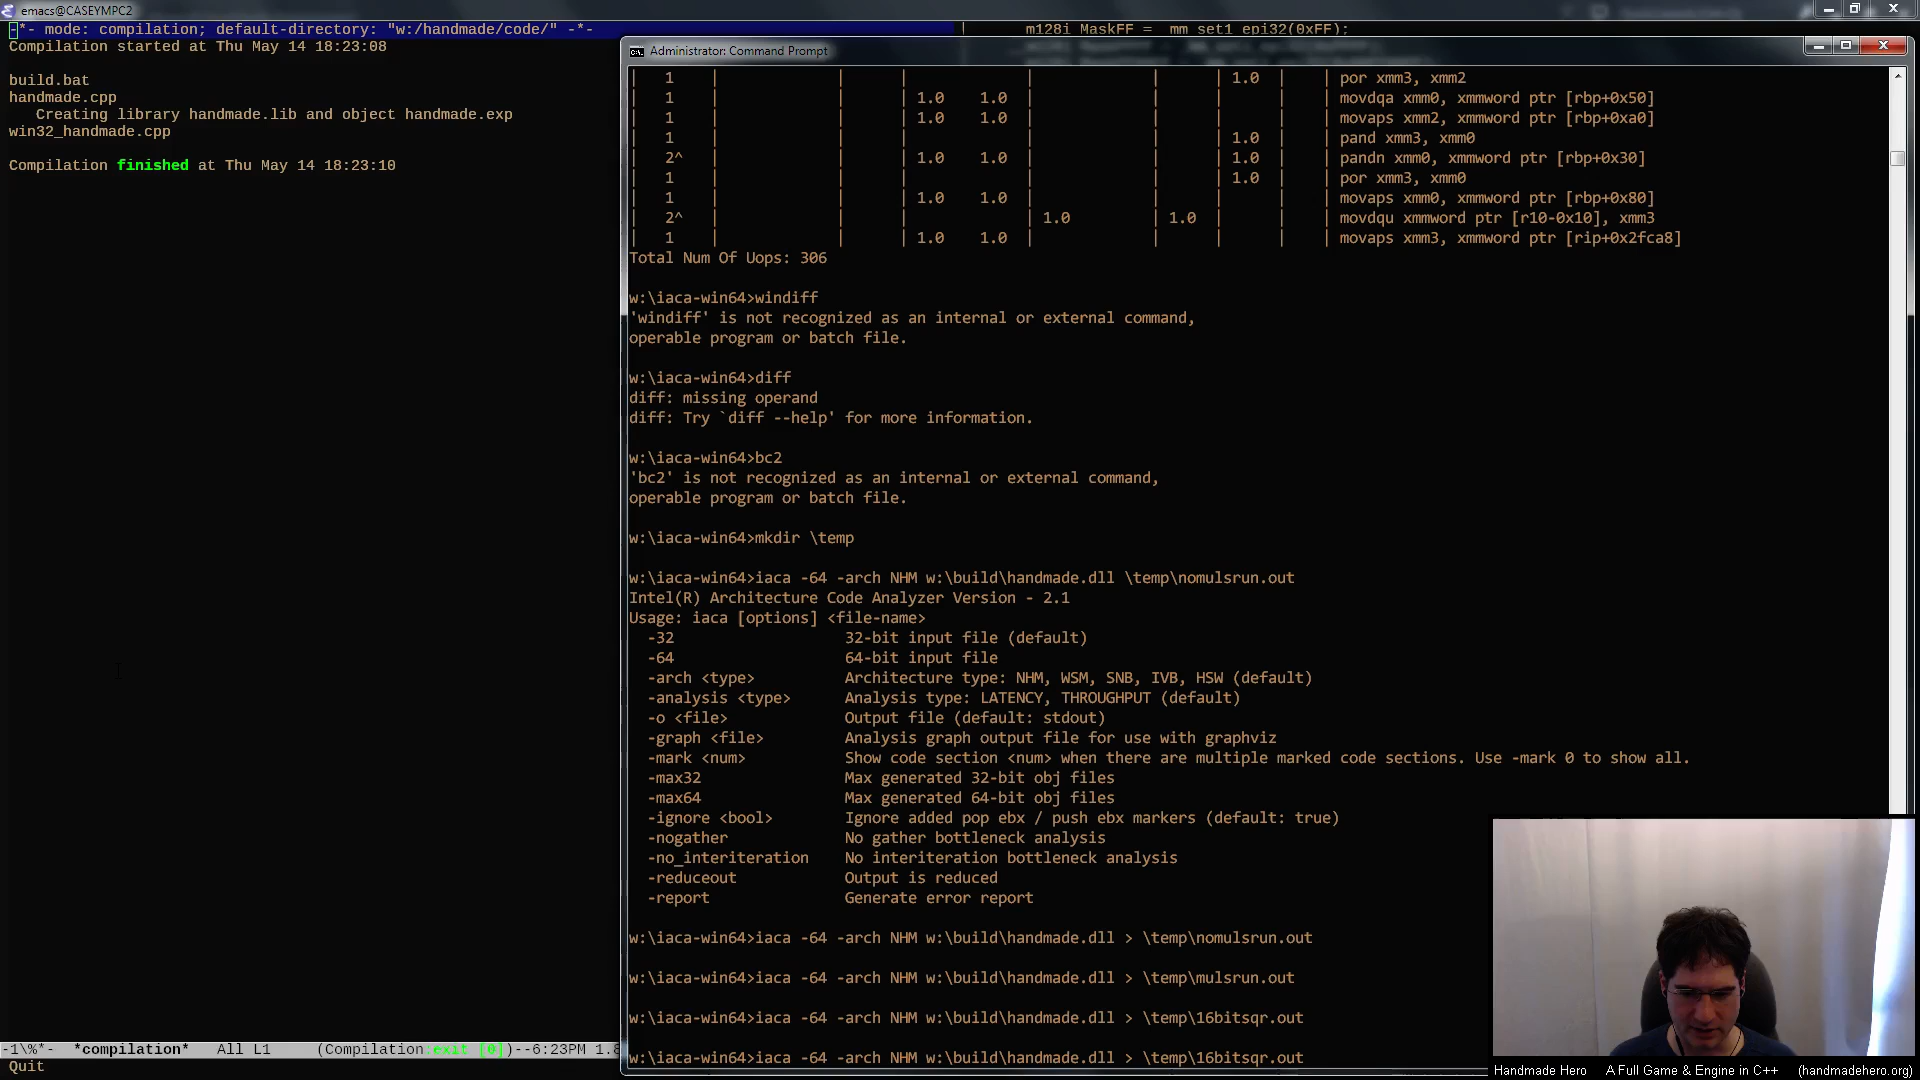 emacs@CASEYMPC2
-*- mode: compilation; default-directory: "w:/handmade/code/" -*-
Compilation started at Thu May 14 18:23:08
build.bat
handmade.cpp
Creating library handmade.lib and object handmade.exp
win32_handmade.cpp
Compilation finished at Thu May 14 18:23:10
m128i MaskFF = mm set1 epi32(0xFF);
Administrator: Command Prompt
| 1 | | | | | 1.0 | | por xmm3, xmm2
| 1 | | | 1.0 1.0 | | | | | movdqa xmm0, xmmword ptr [rbp+0x50]
| 1 | | | 1.0 1.0 | | | | | movaps xmm2, xmmword ptr [rbp+0xa0]
| 1 | | | | | 1.0 | | pand xmm3, xmm0
| 2^ | | | 1.0 1.0 | | | 1.0 | | pandn xmm0, xmmword ptr [rbp+0x30]
| 1 | | | | | 1.0 | | por xmm3, xmm0
| 1 | | | 1.0 1.0 | | | | | movaps xmm0, xmmword ptr [rbp+0x80]
| 2^ | | | | 1.0 | 1.0 | | | movdqu xmmword ptr [r10-0x10], xmm3
| 1 | | | 1.0 1.0 | | | | | movaps xmm3, xmmword ptr [rip+0x2fca8]
Total Num Of Uops: 306
w:\iaca-win64>windiff
'windiff' is not recognized as an internal or external command,
operable program or batch file.
w:\iaca-win64>diff
diff: missing operand
diff: Try `diff --help' for more information.
w:\iaca-win64>bc2
'bc2' is not recognized as an internal or external command,
operable program or batch file.
w:\iaca-win64>mkdir \temp
w:\iaca-win64>iaca -64 -arch NHM w:\build\handmade.dll \temp\nomulsrun.out
Intel(R) Architecture Code Analyzer Version - 2.1
Usage: iaca [options] <file-name>
-32 32-bit input file (default)
-64 64-bit input file
-arch <type> Architecture type: NHM, WSM, SNB, IVB, HSW (default)
-analysis <type> Analysis type: LATENCY, THROUGHPUT (default)
-o <file> Output file (default: stdout)
-graph <file> Analysis graph output file for use with graphviz
-mark <num> Show code section <num> when there are multiple marked code sections. Use -mark 0 to show all.
-max32 Max generated 32-bit obj files
-max64 Max generated 64-bit obj files
-ignore <bool> Ignore added pop ebx / push ebx markers (default: true)
-nogather No gather bottleneck analysis
-no_interiteration No interiteration bottleneck analysis
-reduceout Output is reduced
-report Generate error report
w:\iaca-win64>iaca -64 -arch NHM w:\build\handmade.dll > \temp\nomulsrun.out
w:\iaca-win64>iaca -64 -arch NHM w:\build\handmade.dll > \temp\mulsrun.out
w:\iaca-win64>iaca -64 -arch NHM w:\build\handmade.dll > \temp\16bitsqr.out
w:\iaca-win64>iaca -64 -arch NHM w:\build\handmade.dll > \temp\16bitsqr.out
-1\%*- *compilation* All L1 (Compilation:exit [0])--6:23PM 1.8
Quit
Handmade Hero A Full Game & Engine in C++ (handmadehero.org)